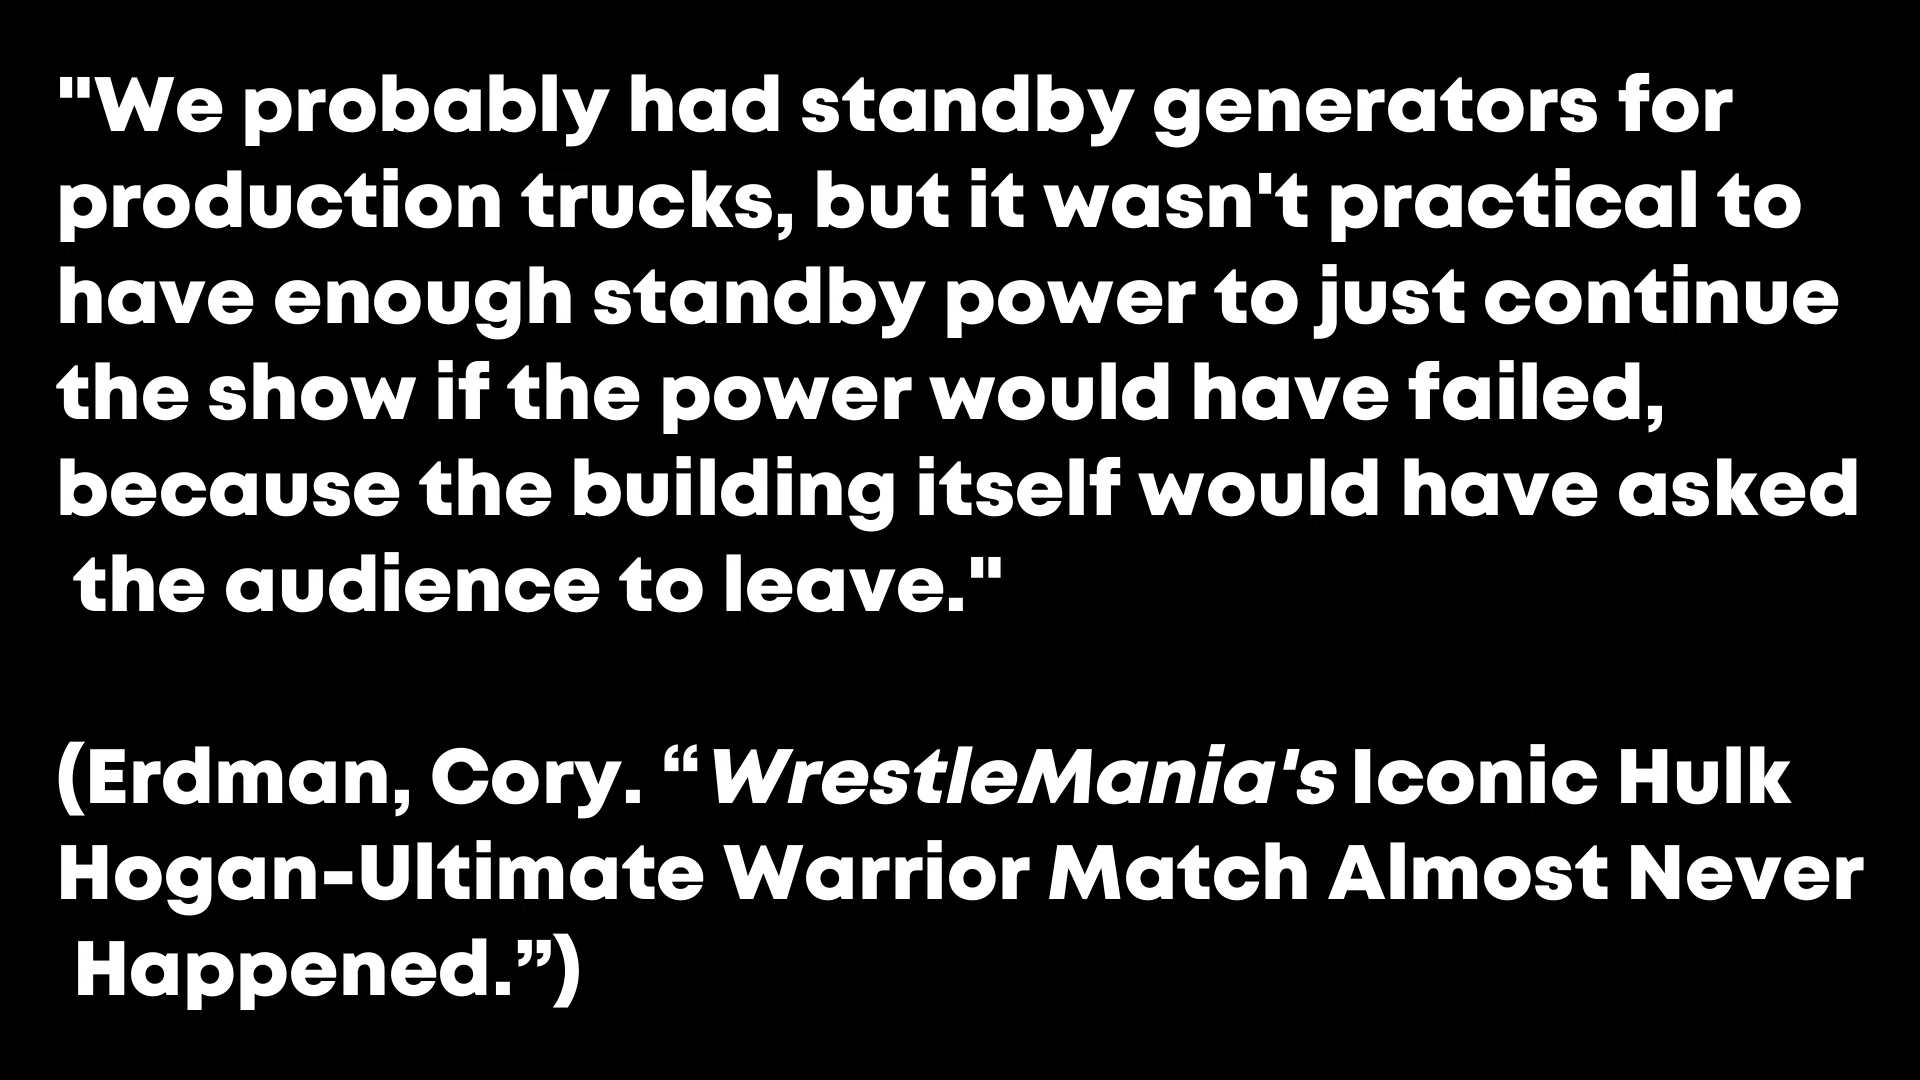 "We probably had standby generators for
production trucks, but it wasn't practical to
have enough standby power to just continue
the show if the power would have failed,
because the building itself would have asked
the audience to leave."
(Erdman, Cory. “WrestleMania's Iconic Hulk
Hogan-Ultimate Warrior Match Almost Never
Happened.”)